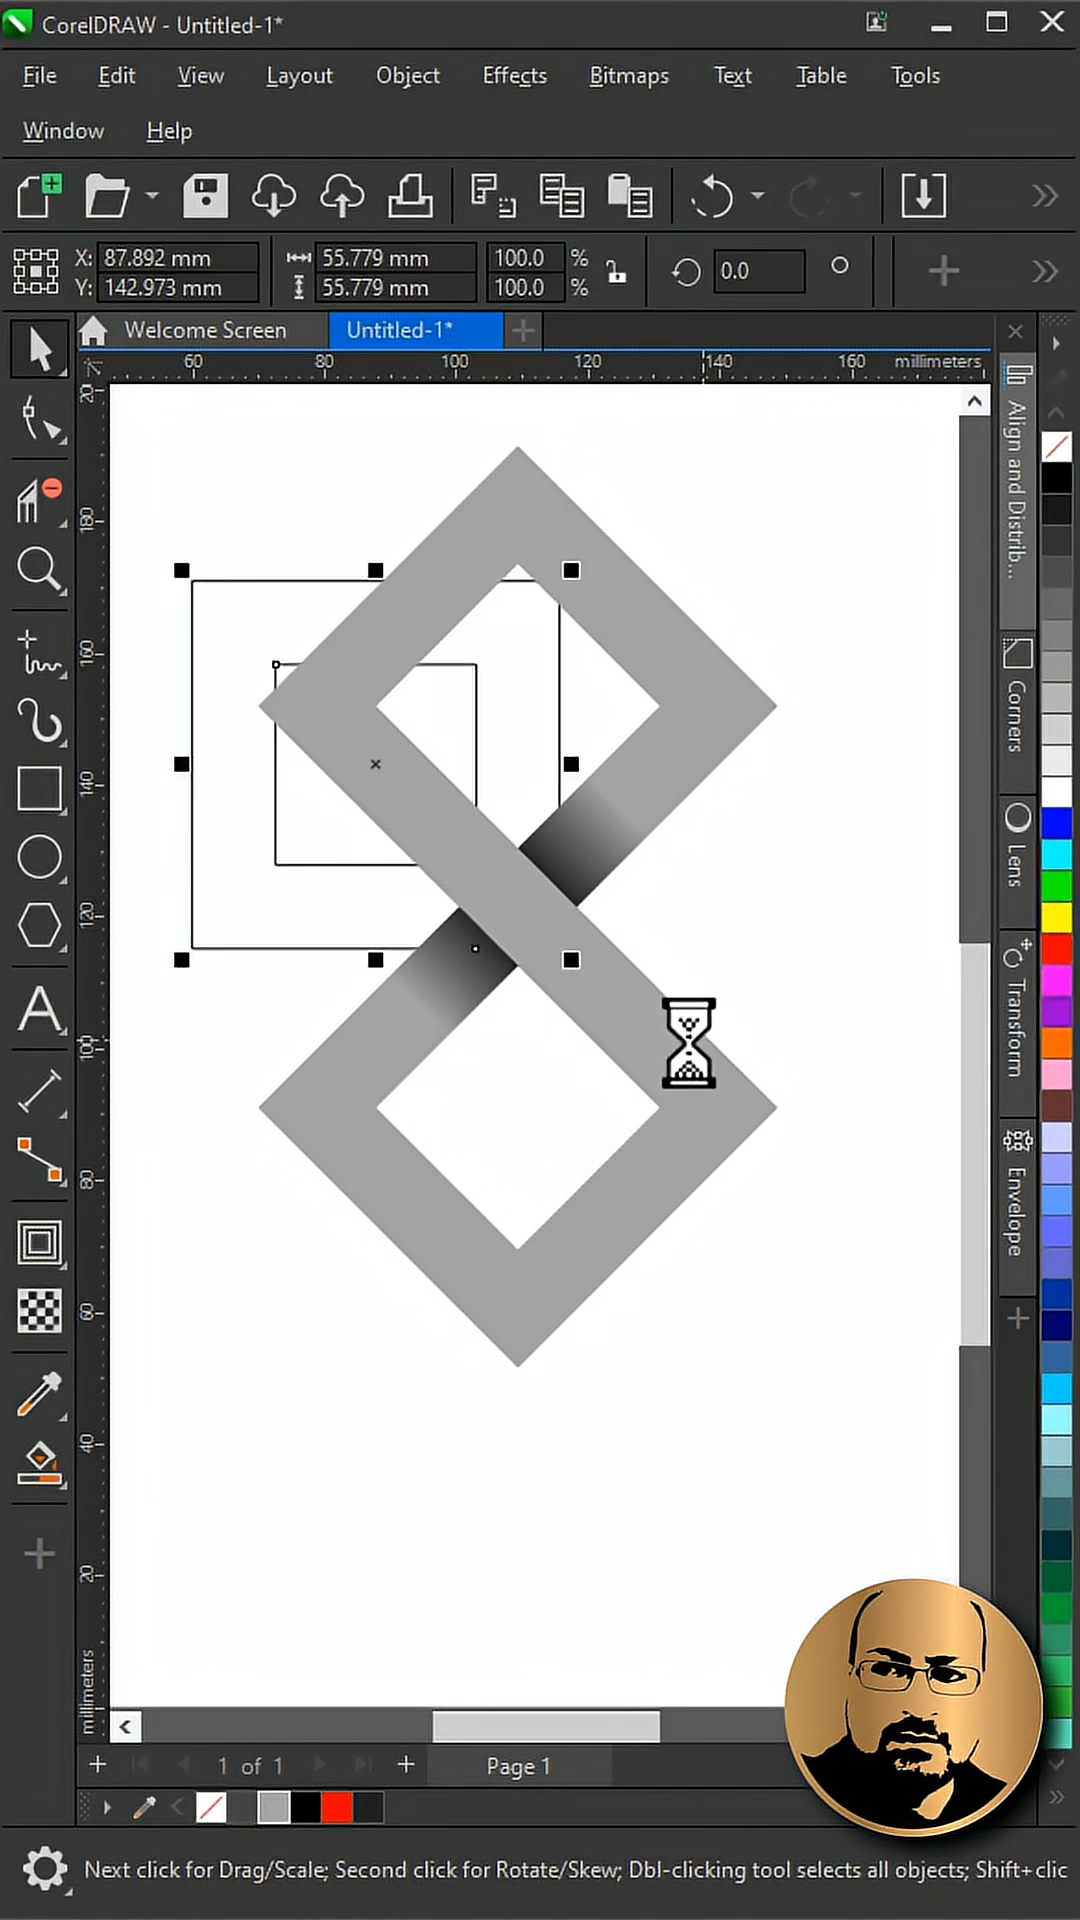 CorelDRAW - Untitled-1*
File Edit View Layout Object Effects Bitmaps Text Table Tools
Window Help
X: 87.892 mm 55.779 mm 100.0 % 0.0
Y: 142.973 mm 55.779 mm 100.0 %
Welcome Screen Untitled-1*
60 80 100 120 140 160 millimeters
20
180
160
140
120
100
80
60
40
20
millimeters
Align and Distrib...
Corners
Lens
Transform
Envelope
1 of 1 Page 1
Next click for Drag/Scale; Second click for Rotate/Skew; Dbl-clicking tool selects all objects; Shift+clic